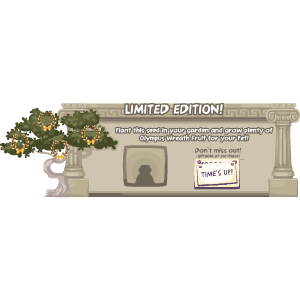 LIMITED EDITION!
Plant this seed in your garden and grow plenty of
Olympus Wreath Fruit for your Pet!
Don't miss out!
TIME'S UP!